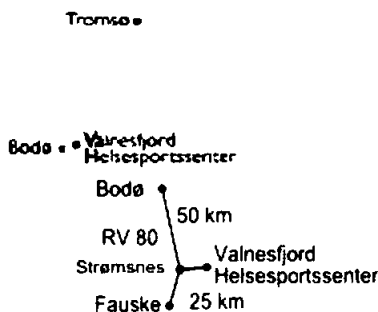 Tromsø
Bodø
Valnesfjord
Helsesportssenter
Bodø
50 km
RV 80
Strømsnes
Valnesfjord
Helsesportssenter
Fauske
25 km